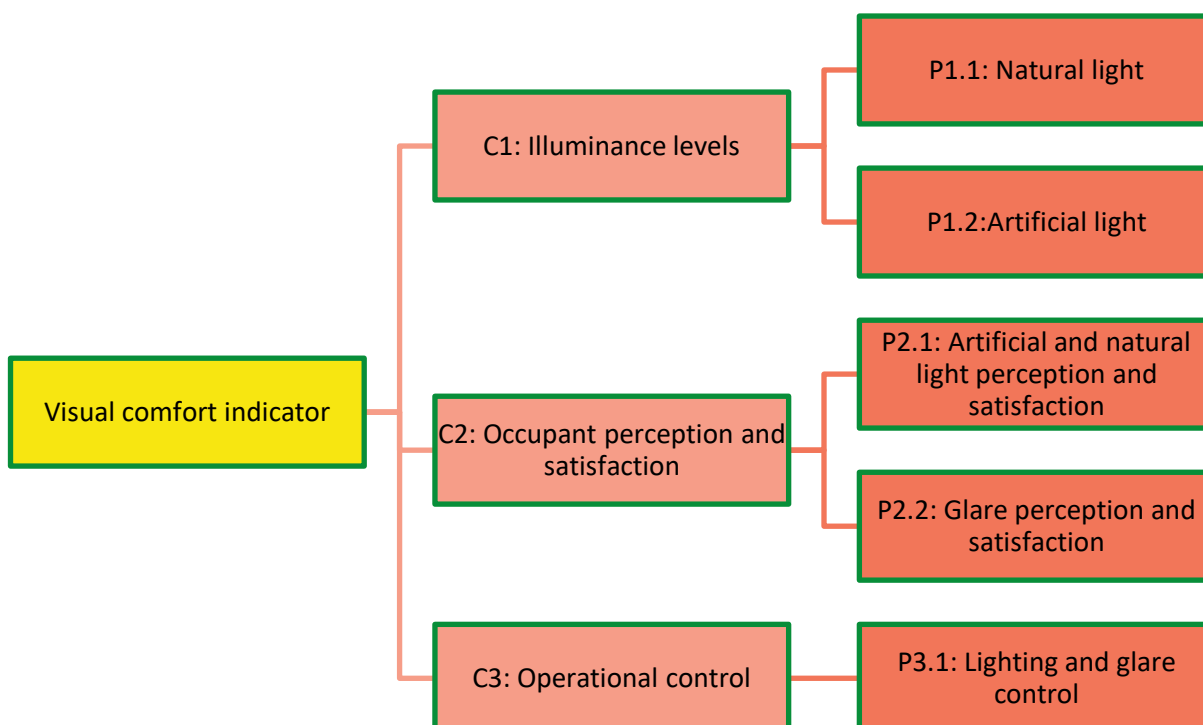 P1.1: Natural light
C1: Illuminance levels
P1.2:Artificial light
P2.1: Artificial and natural
light perception and
satisfaction
Visual comfort indicator
C2: Occupant perception and
satisfaction
P2.2: Glare perception and
satisfaction
C3: Operational control
P3.1: Lighting and glare
control